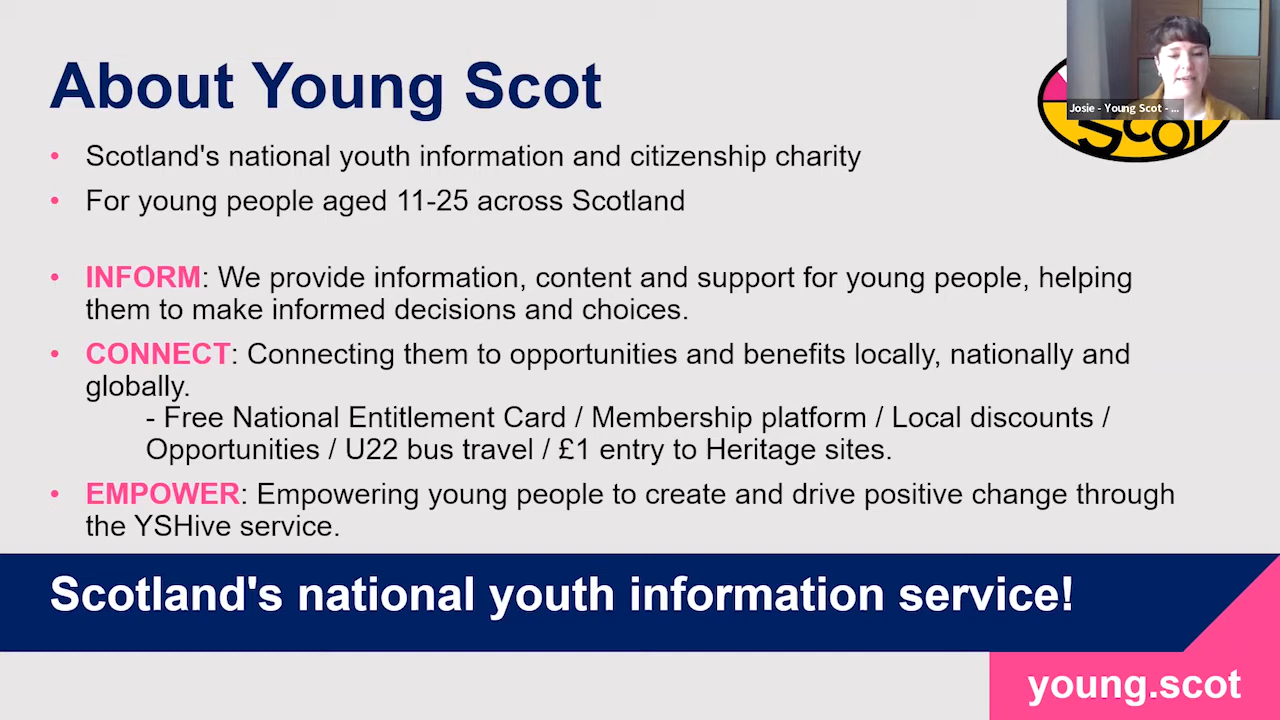 About Young Scot
Josie - Young Scot - ...
Scot
• Scotland's national youth information and citizenship charity
• For young people aged 11-25 across Scotland
• INFORM: We provide information, content and support for young people, helping
them to make informed decisions and choices.
• CONNECT: Connecting them to opportunities and benefits locally, nationally and
globally.
- Free National Entitlement Card / Membership platform / Local discounts /
Opportunities / U22 bus travel / £1 entry to Heritage sites.
• EMPOWER: Empowering young people to create and drive positive change through
the YSHive service.
Scotland's national youth information service!
young.scot